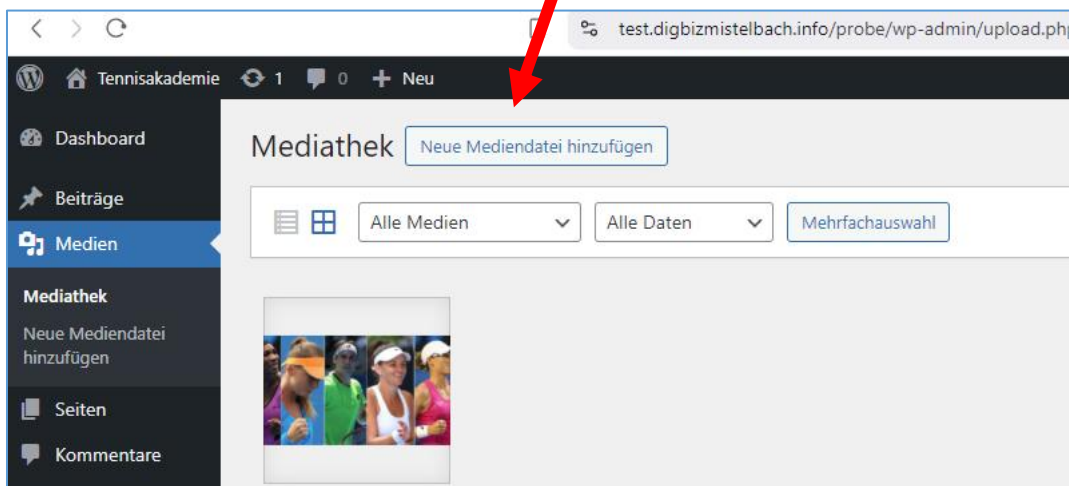 test.digbizmistelbach.info/probe/wp-admin/upload.ph
Tennisakademie 1 0 + Neu
Dashboard
Mediathek Neue Mediendatei hinzufügen
Beiträge
Alle Medien Alle Daten Mehrfachauswahl
Medien
Mediathek
Neue Mediendatei
hinzufügen
Seiten
Kommentare